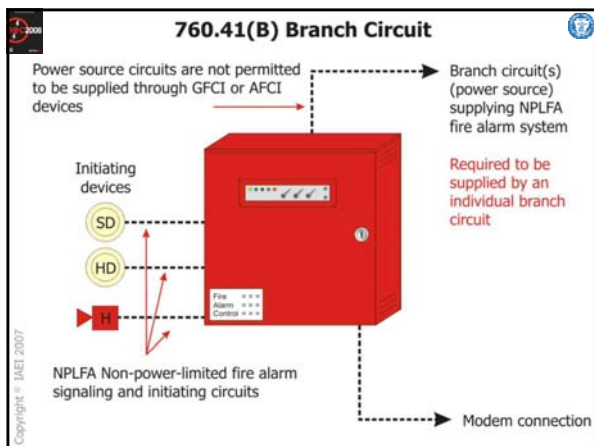 NEC2008
760.41(B) Branch Circuit
Power source circuits are not permitted
to be supplied through GFCI or AFCI
devices
Branch circuit(s)
(power source)
supplying NPLFA
fire alarm system
Required to be
supplied by an
individual branch
circuit
Initiating
devices
SD
HD
H
Fire
Alarm
Control
NPLFA Non-power-limited fire alarm
signaling and initiating circuits
Modem connection
Copyright © IAEI 2007